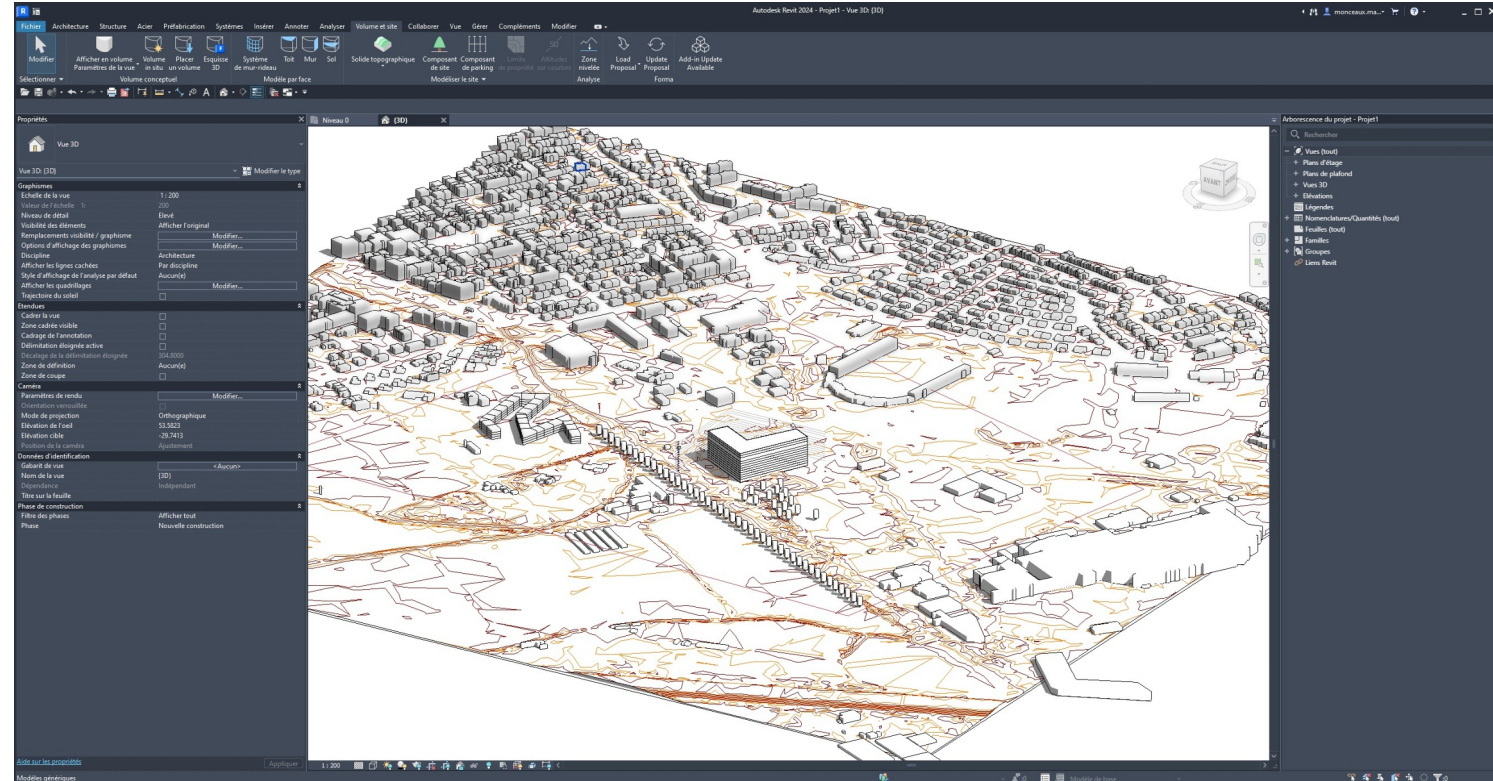 Autodesk Revit 2024 - Projet1 - Vue 3D: {3D}
monceaux.ma...
Fichier Architecture Structure Acier Préfabrication Systèmes Insérer Annoter Analyser Volume et site Collaborer Vue Gérer Compléments Modifier
Modifier
Afficher en volume
Paramètres de la vue
Volume
in situ
Placer
un volume
Esquisse
3D
Système
de mur-rideau
Toit
Mur
Sol
Solide topographique
Composant
de site
Composant
de parking
Limite
de propriété
Altitudes
sur courbes
Zone
nivelée
Load
Proposal
Update
Proposal
Add-in Update
Available
Sélectionner
Volume conceptuel
Modèle par face
Modéliser le site
Analyse
Forma
Propriétés
Vue 3D
Vue 3D: {3D}
Modifier le type
Graphismes
Echelle de la vue 1 : 200
Valeur de l'échelle 1: 200
Niveau de détail Elevé
Visibilité des éléments Afficher l'original
Remplacements visibilité / graphisme Modifier...
Options d'affichage des graphismes Modifier...
Discipline Architecture
Afficher les lignes cachées Par discipline
Style d'affichage de l'analyse par défaut Aucun(e)
Afficher les quadrillages Modifier...
Trajectoire du soleil
Etendues
Cadrer la vue
Zone cadrée visible
Cadrage de l'annotation
Délimitation éloignée active
Décalage de la délimitation éloignée 304.8000
Zone de définition Aucun(e)
Zone de coupe
Caméra
Paramètres de rendu Modifier...
Orientation verrouillée
Mode de projection Orthographique
Elévation de l'oeil 53.5823
Elévation cible -29.7413
Position de la caméra Ajustement
Données d'identification
Gabarit de vue <Aucun>
Nom de la vue {3D}
Dépendance Indépendant
Titre sur la feuille
Phase de construction
Filtre des phases Afficher tout
Phase Nouvelle construction
Aide sur les propriétés
Appliquer
Niveau 0
{3D}
AVANT
Arborescence du projet - Projet1
Rechercher
Vues (tout)
Plans d'étage
Plans de plafond
Vues 3D
Elévations
Légendes
Nomenclatures/Quantités (tout)
Feuilles (tout)
Familles
Groupes
Liens Revit
1 : 200
Modèles génériques
Modèle de base